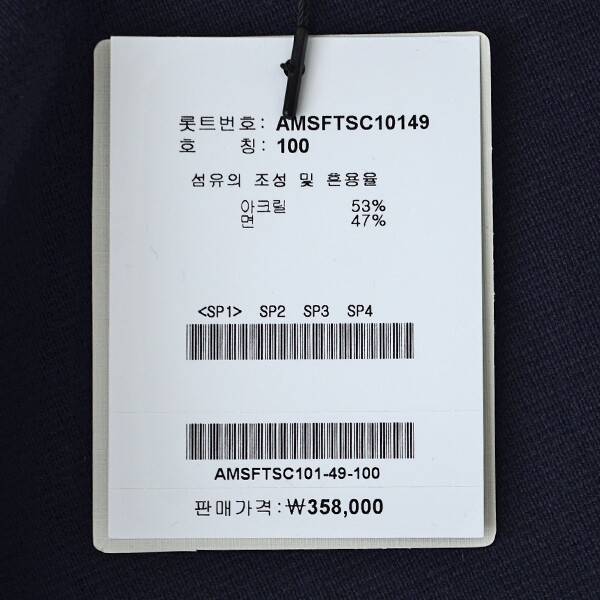 롯트번호: AMSFTSC10149
호 칭: 100
섬유의 조성 및 혼용율
아크릴 53%
면 47%
<SP1> SP2 SP3 SP4
AMSFTSC101-49-100
판매가격:₩358,000